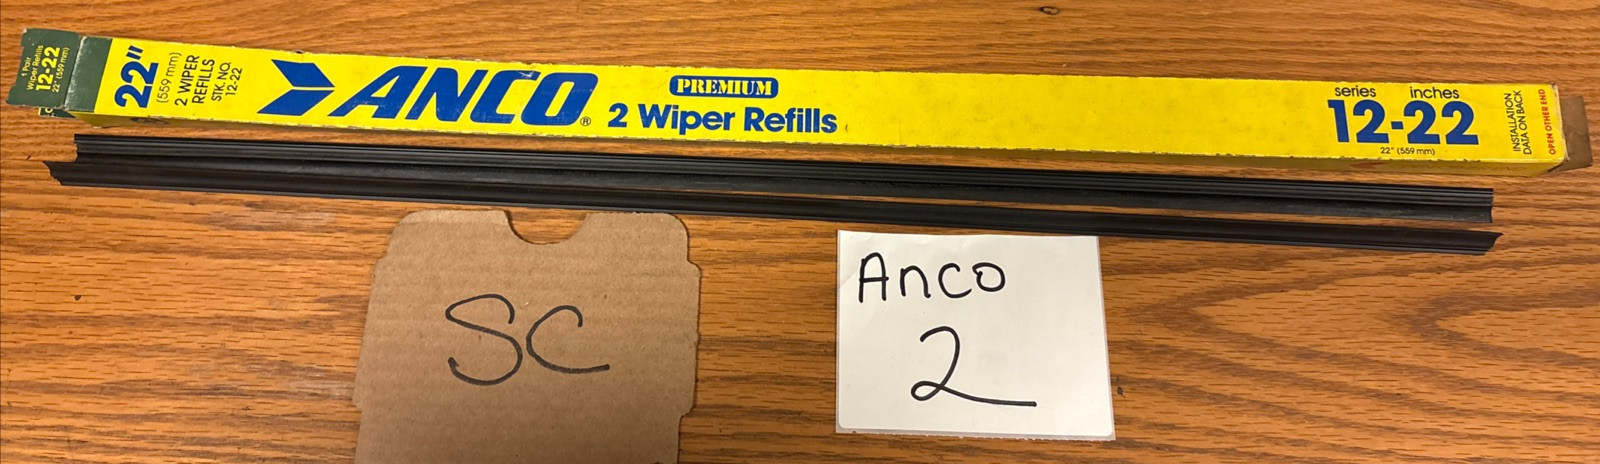 1 Pair
Wiper Refills
12-22
22" (559 mm)
22"
(559 mm)
2 WIPER
REFILLS
STK. NO.
12-22
ANCO®
PREMIUM
2 Wiper Refills
series inches
12-22
22" (559 mm)
INSTALLATION
DATA ON BACK
OPEN OTHER END
SC
Anco
2